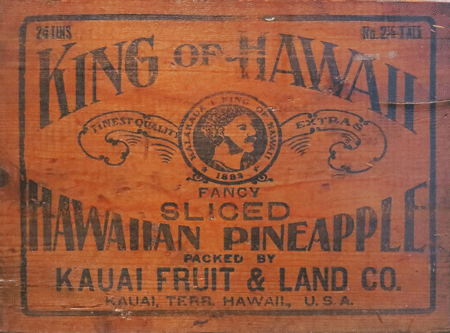 24 TINS No. 2½ TALL
KING OF HAWAII
FINEST QUALITY EXTRAS
KALAKAUA I KING OF HAWAII
1883
FANCY
SLICED
HAWAIIAN PINEAPPLE
PACKED BY
KAUAI FRUIT & LAND CO.
KAUAI, TERR. HAWAII., U.S.A.